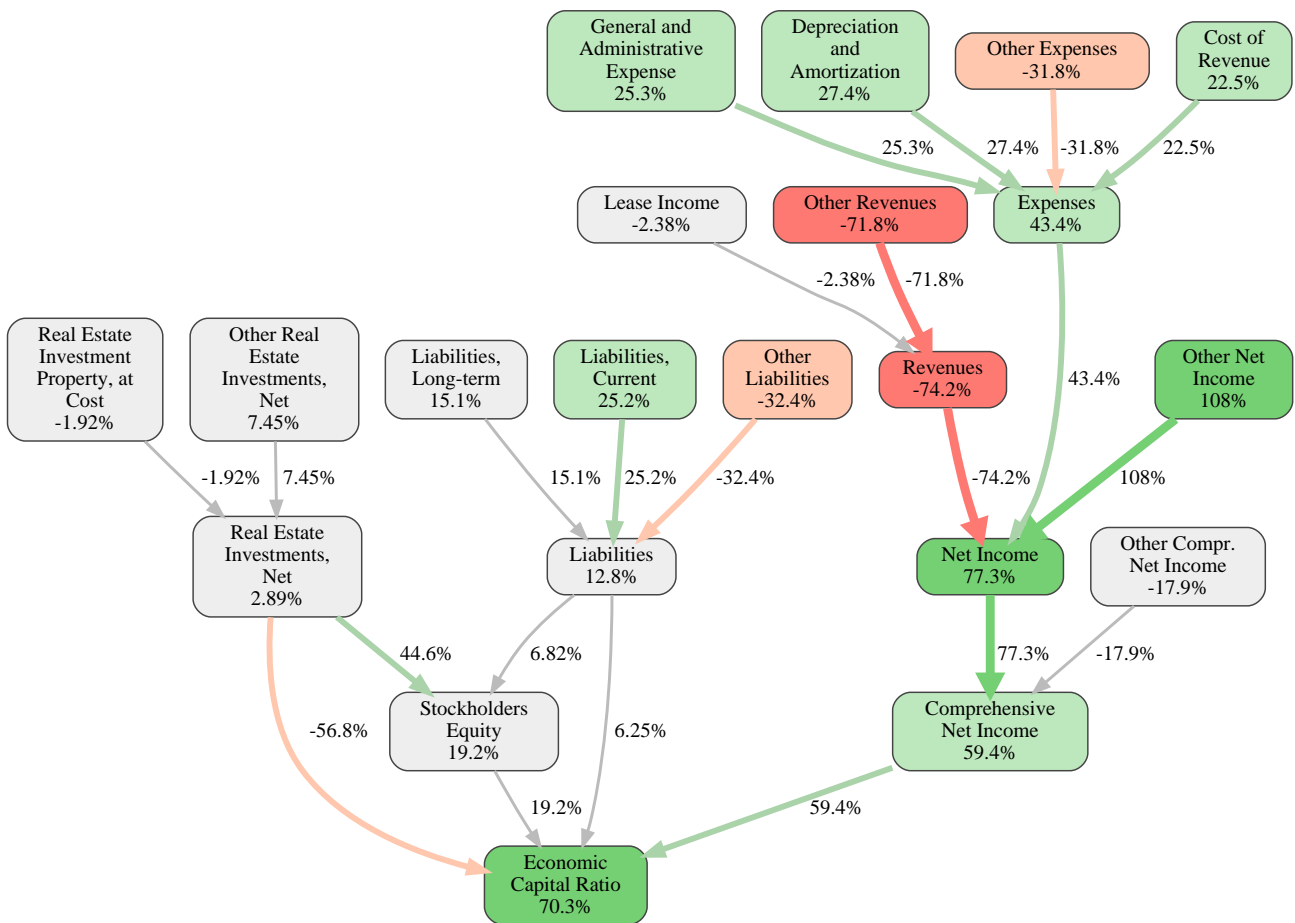 General and
Administrative
Expense
25.3%
Depreciation
and
Amortization
27.4%
Other Expenses
-31.8%
Cost of
Revenue
22.5%
25.3%
27.4%
-31.8%
22.5%
Lease Income
-2.38%
Other Revenues
-71.8%
Expenses
43.4%
-2.38%
-71.8%
43.4%
Real Estate
Investment
Property, at
Cost
-1.92%
Other Real
Estate
Investments,
Net
7.45%
Liabilities,
Long-term
15.1%
Liabilities,
Current
25.2%
Other
Liabilities
-32.4%
Revenues
-74.2%
Other Net
Income
108%
-1.92%
7.45%
15.1%
25.2%
-32.4%
-74.2%
108%
Real Estate
Investments,
Net
2.89%
Liabilities
12.8%
Net Income
77.3%
Other Compr.
Net Income
-17.9%
44.6%
6.82%
77.3%
-17.9%
-56.8%
Stockholders
Equity
19.2%
6.25%
Comprehensive
Net Income
59.4%
19.2%
59.4%
Economic
Capital Ratio
70.3%